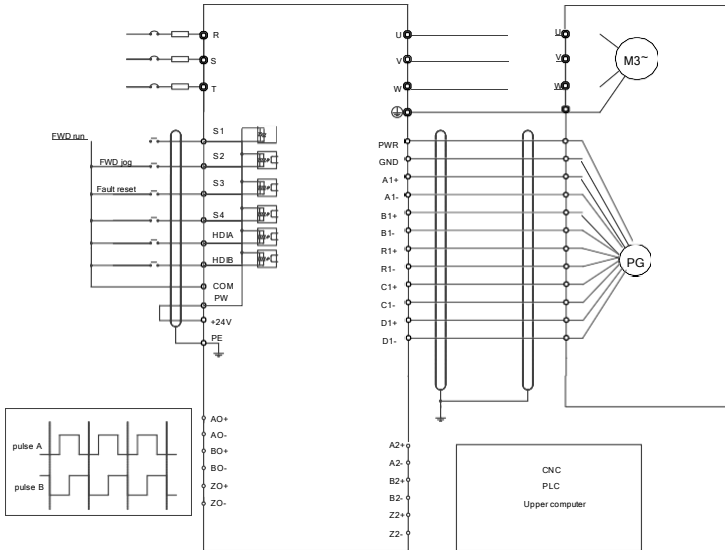 R
S
T
U
V
W
U
V
W
M3~
FWD run
FWD jog
Fault reset
S1
S2
S3
S4
HDIA
HDIB
COM
PW
+24V
PE
PWR
GND
A1+
A1-
B1+
B1-
R1+
R1-
C1+
C1-
D1+
D1-
PG
pulse A
pulse B
AO+
AO-
BO+
BO-
ZO+
ZO-
A2+
A2-
B2+
B2-
Z2+
Z2-
CNC
PLC
Upper computer